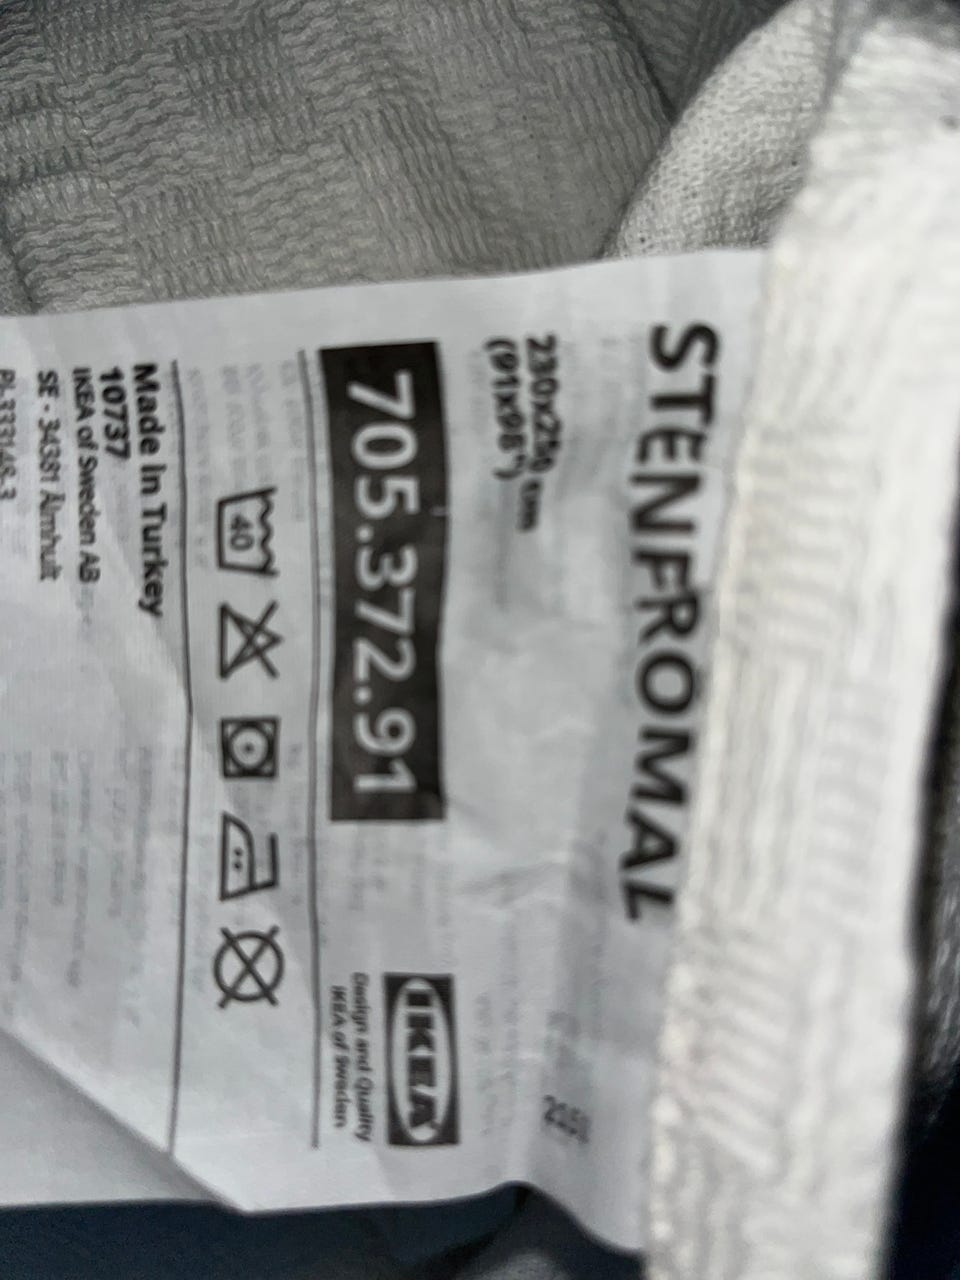 STENFROMAL
230x250 cm
(91x98")
705.372.91
IKEA
Design and Quality
IKEA of Sweden
40
Made in Turkey
10737
IKEA of Sweden AB
SE - 34381 Älmhult